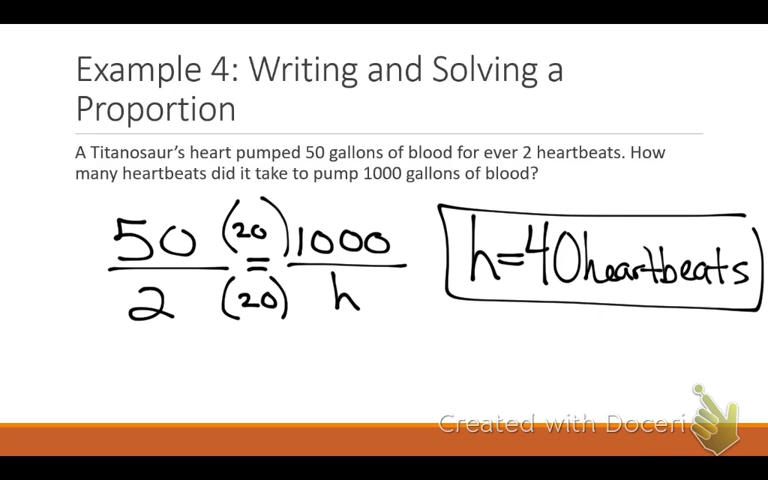 Example 4: Writing and Solving a
Proportion
A Titanosaur's heart pumped 50 gallons of blood for ever 2 heartbeats. How
many heartbeats did it take to pump 1000 gallons of blood?
50 (20) 1000
=
2 (20) h
h=40heartbeats
Created with Doceri